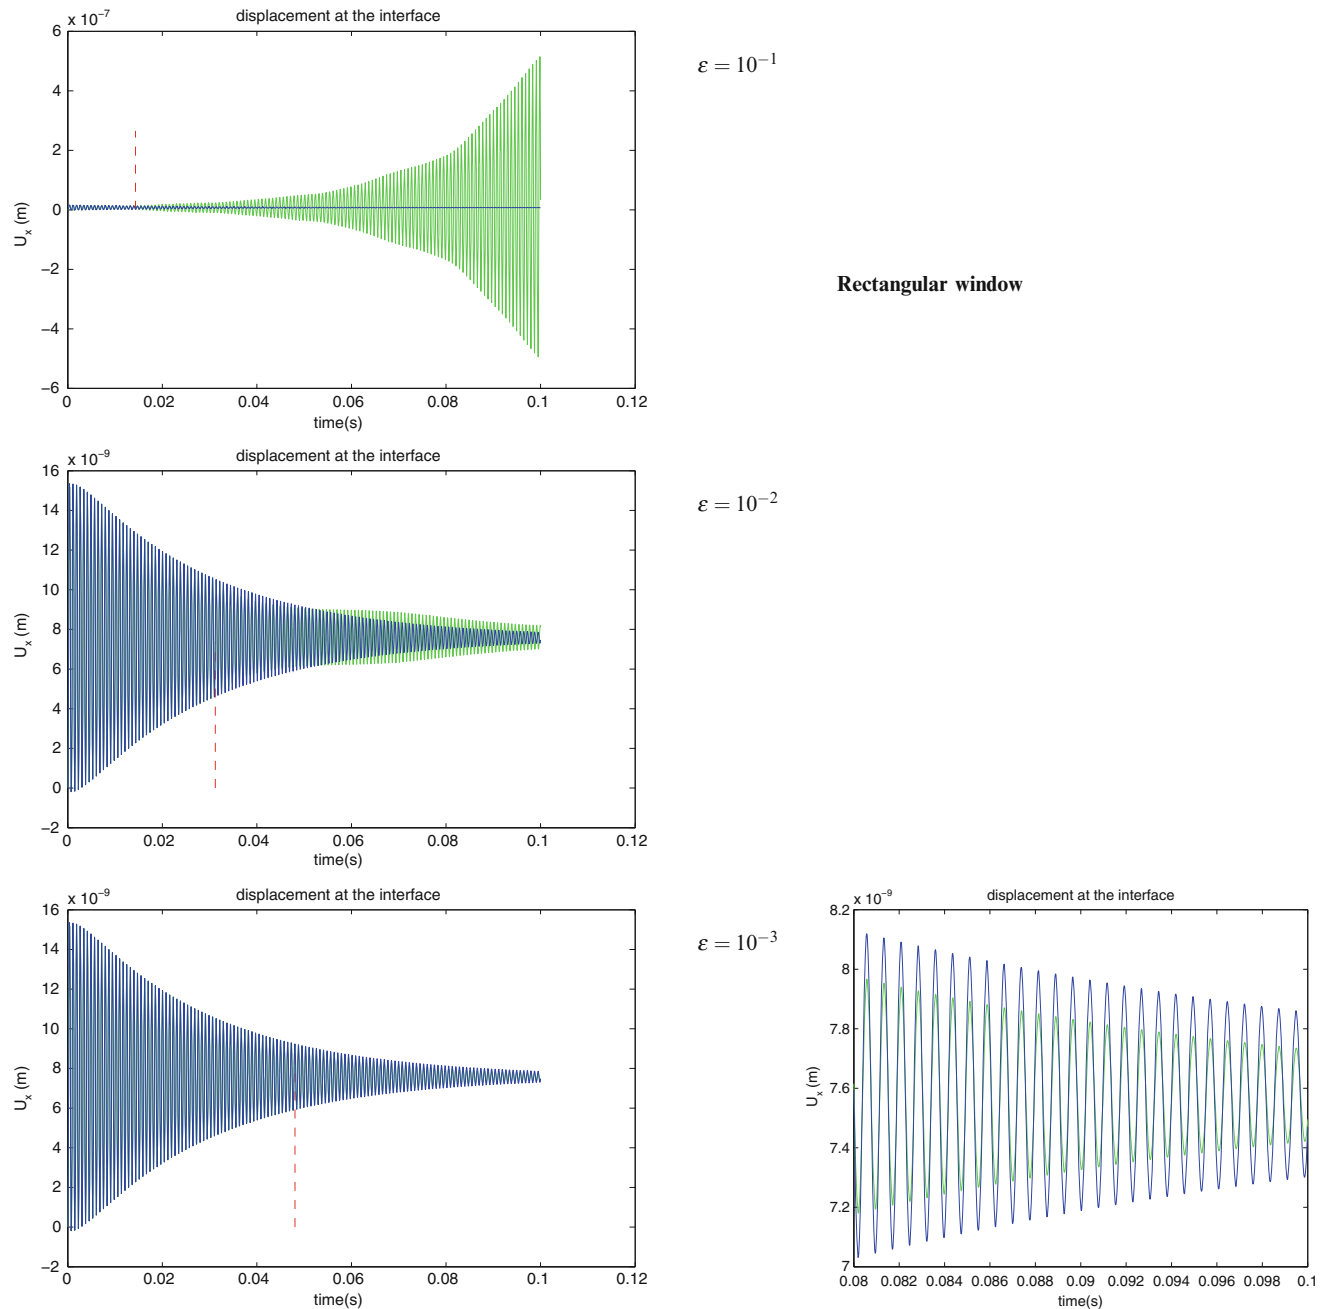 x 10⁻⁷
displacement at the interface
6
4
2
0
−2
−4
−6
U_x (m)
0 0.02 0.04 0.06 0.08 0.1 0.12
time(s)
ε = 10⁻¹
Rectangular window
x 10⁻⁹
displacement at the interface
16
14
12
10
8
6
4
2
0
−2
U_x (m)
0 0.02 0.04 0.06 0.08 0.1 0.12
time(s)
ε = 10⁻²
x 10⁻⁹
displacement at the interface
16
14
12
10
8
6
4
2
0
−2
U_x (m)
0 0.02 0.04 0.06 0.08 0.1 0.12
time(s)
ε = 10⁻³
x 10⁻⁹
displacement at the interface
8.2
8
7.8
7.6
7.4
7.2
7
U_x (m)
0.08 0.082 0.084 0.086 0.088 0.09 0.092 0.094 0.096 0.098 0.1
time(s)